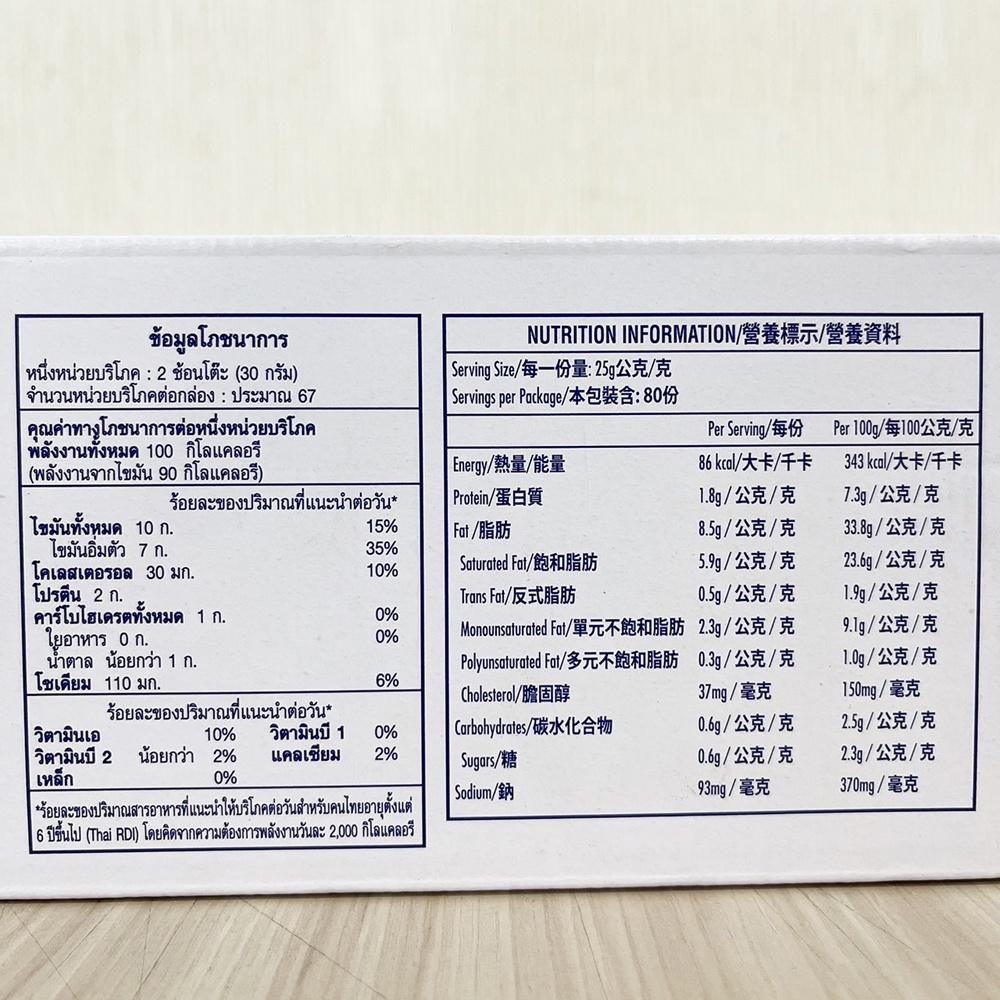 ข้อมูลโภชนาการ
หนึ่งหน่วยบริโภค : 2 ช้อนโต๊ะ (30 กรัม)
จำนวนหน่วยบริโภคต่อกล่อง : ประมาณ 67
คุณค่าทางโภชนาการต่อหนึ่งหน่วยบริโภค
พลังงานทั้งหมด 100 กิโลแคลอรี
(พลังงานจากไขมัน 90 กิโลแคลอรี)
ร้อยละของปริมาณที่แนะนำต่อวัน*
ไขมันทั้งหมด 10 ก. 15%
ไขมันอิ่มตัว 7 ก. 35%
โคเลสเตอรอล 30 มก. 10%
โปรตีน 2 ก.
คาร์โบไฮเดรตทั้งหมด 1 ก. 0%
ใยอาหาร 0 ก. 0%
น้ำตาล น้อยกว่า 1 ก.
โซเดียม 110 มก. 6%
ร้อยละของปริมาณที่แนะนำต่อวัน*
วิตามินเอ 10% วิตามินบี 1 0%
วิตามินบี 2 น้อยกว่า 2% แคลเซียม 2%
เหล็ก 0%
*ร้อยละของปริมาณสารอาหารที่แนะนำให้บริโภคต่อวันสำหรับคนไทยอายุตั้งแต่
6 ปีขึ้นไป (Thai RDI) โดยคิดจากความต้องการพลังงานวันละ 2,000 กิโลแคลอรี
NUTRITION INFORMATION/營養標示/營養資料
Serving Size/每一份量: 25g公克/克
Servings per Package/本包裝含: 80份
Per Serving/每份 Per 100g/每100公克/克
Energy/熱量/能量 86 kcal/大卡/千卡 343 kcal/大卡/千卡
Protein/蛋白質 1.8g/公克/克 7.3g/公克/克
Fat/脂肪 8.5g/公克/克 33.8g/公克/克
Saturated Fat/飽和脂肪 5.9g/公克/克 23.6g/公克/克
Trans Fat/反式脂肪 0.5g/公克/克 1.9g/公克/克
Monounsaturated Fat/單元不飽和脂肪 2.3g/公克/克 9.1g/公克/克
Polyunsaturated Fat/多元不飽和脂肪 0.3g/公克/克 1.0g/公克/克
Cholesterol/膽固醇 37mg/毫克 150mg/毫克
Carbohydrates/碳水化合物 0.6g/公克/克 2.5g/公克/克
Sugars/糖 0.6g/公克/克 2.3g/公克/克
Sodium/鈉 93mg/毫克 370mg/毫克